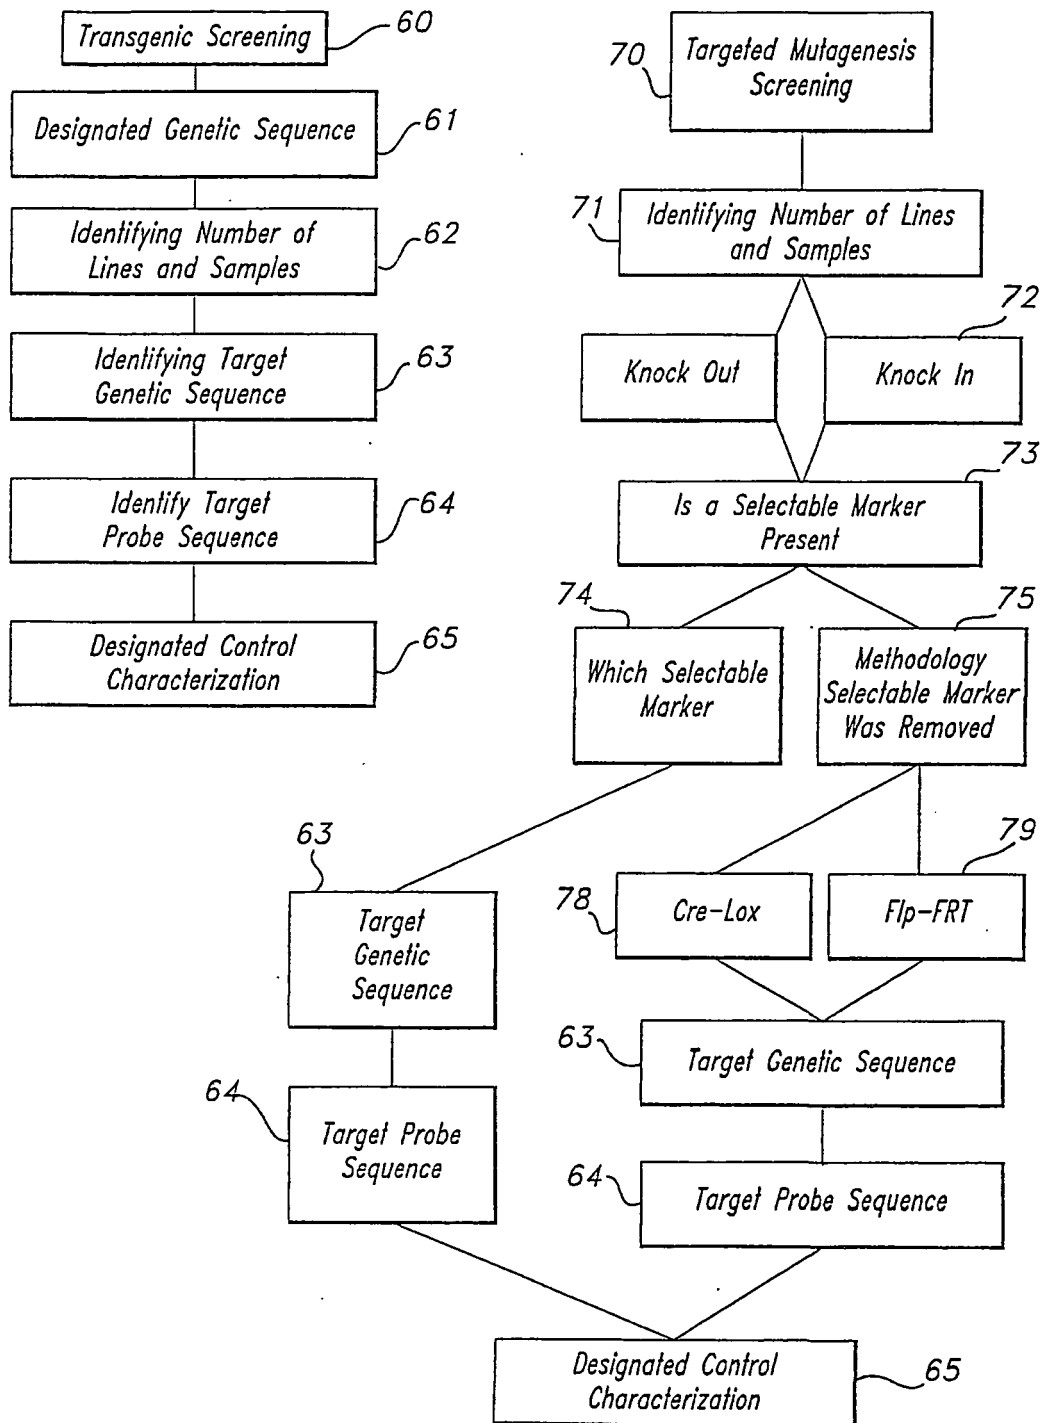 Transgenic Screening
60
Designated Genetic Sequence
61
Identifying Number of
Lines and Samples
62
Identifying Target
Genetic Sequence
63
Identify Target
Probe Sequence
64
Designated Control
Characterization
65
70
Targeted Mutagenesis
Screening
71
Identifying Number of Lines
and Samples
72
Knock Out
Knock In
73
Is a Selectable Marker
Present
74
75
Which Selectable
Marker
Methodology
Selectable Marker
Was Removed
63
Target
Genetic
Sequence
78
Cre-Lox
79
Flp-FRT
63
Target Genetic Sequence
64
Target Probe
Sequence
64
Target Probe Sequence
Designated Control
Characterization
65